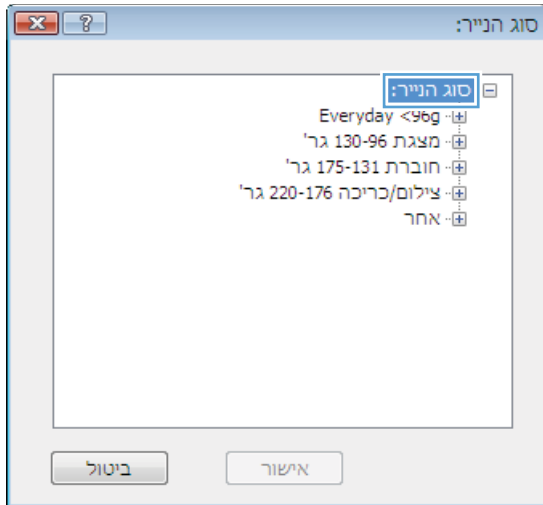 סוג הנייר:
סוג הנייר:
Everyday <96g
מצגת 130-96 גר'
חוברת 175-131 גר'
צילום/כריכה 220-176 גר'
אחר
אישור
ביטול